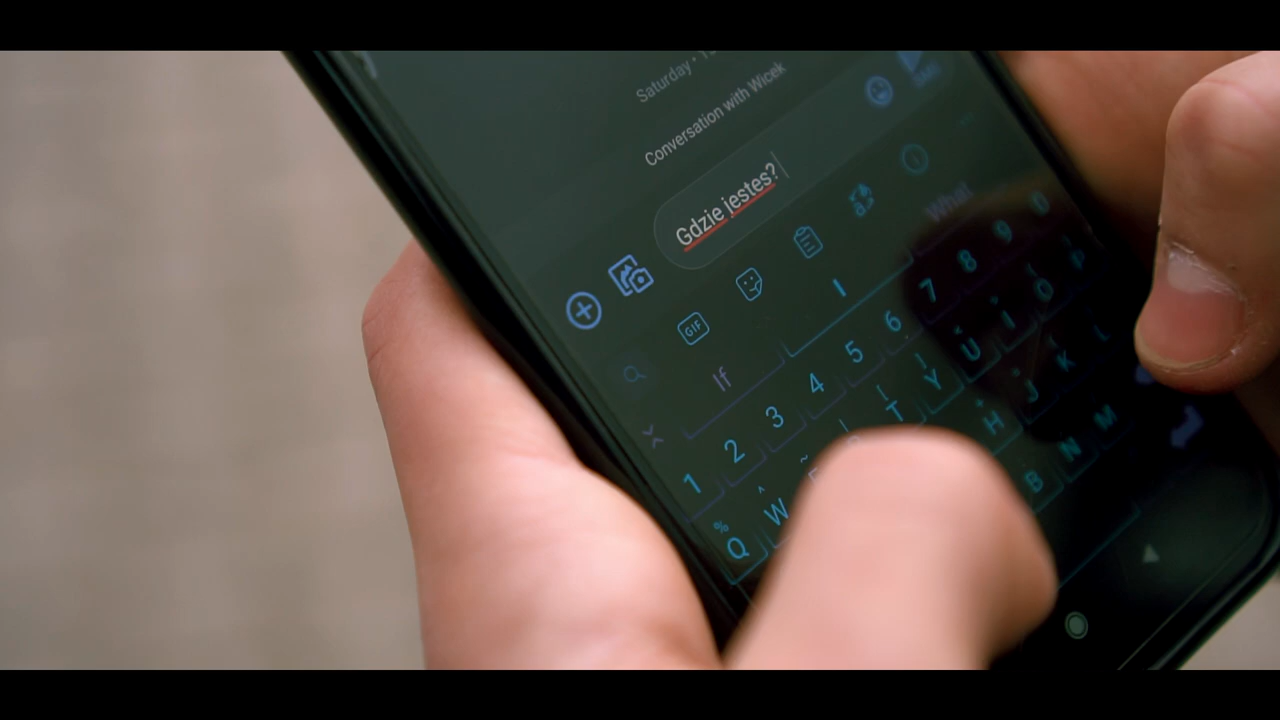 Saturday •
Conversation with Wicek
Gdzie jestes?
SMS
GIF
If I What
1 2 3 4 5 6 7 8 9 0
Q W T Y U I O P
H J K L
B N M